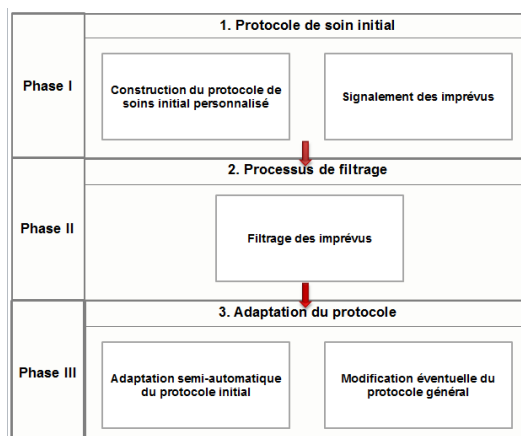 1. Protocole de soin initial
Phase I
Construction du protocole de
soins initial personnalisé
Signalement des imprévus
2. Processus de filtrage
Phase II
Filtrage des imprévus
3. Adaptation du protocole
Phase III
Adaptation semi-automatique
du protocole initial
Modification éventuelle du
protocole général